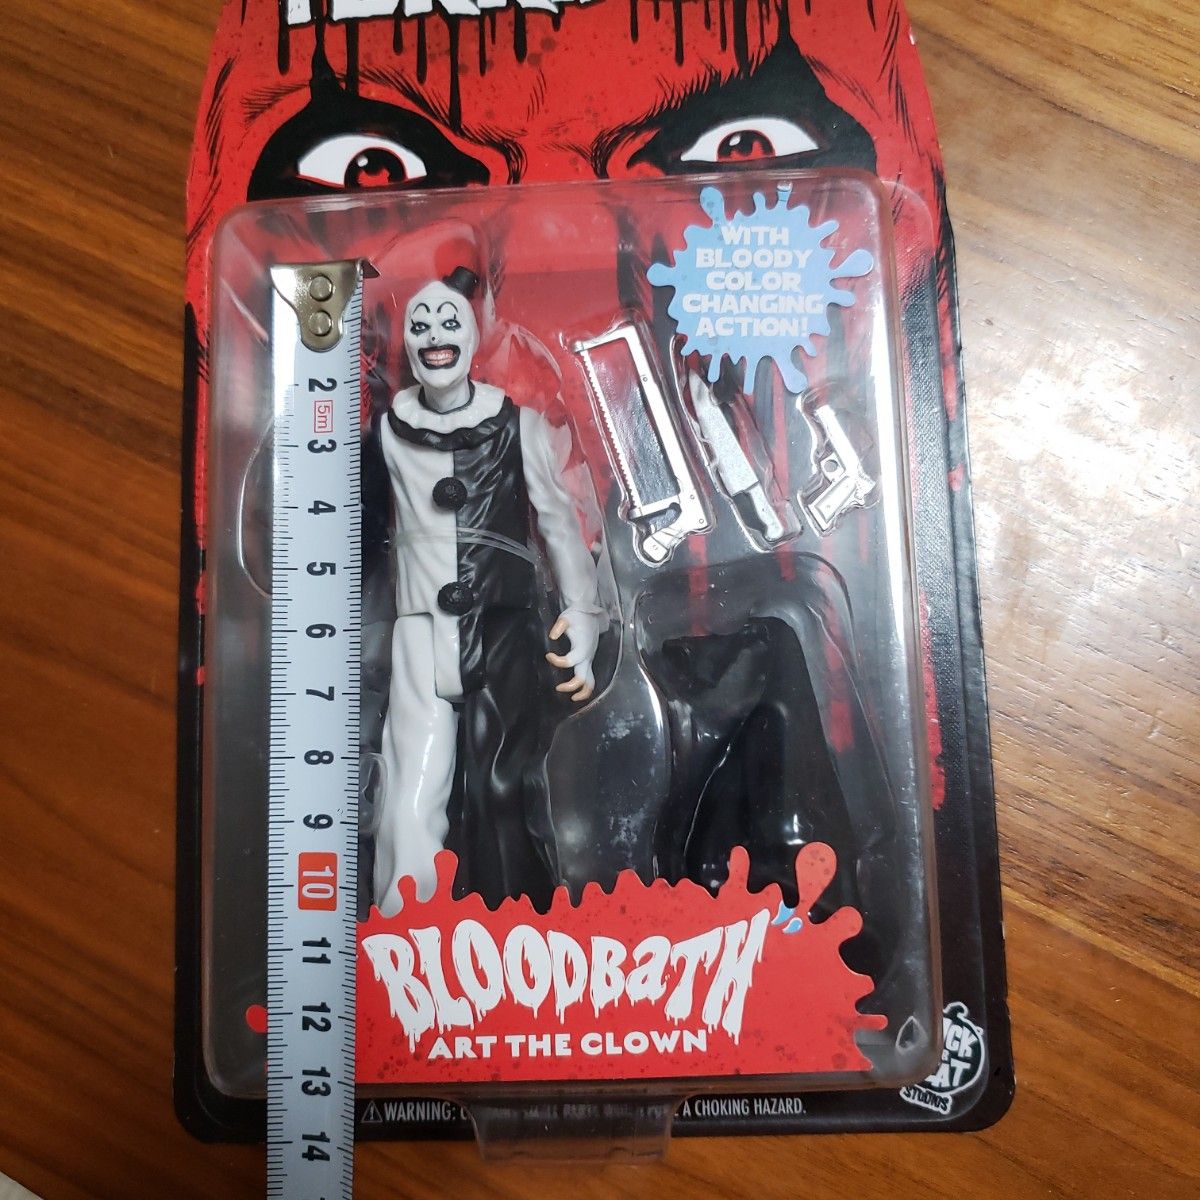 WITH
BLOODY
COLOR
CHANGING
ACTION!
2
5m
3
4
5
6
7
8
9
10
11
12
13
14
BLOODBATH
ART THE CLOWN
STUDIOS
WARNING: A CHOKING HAZARD.